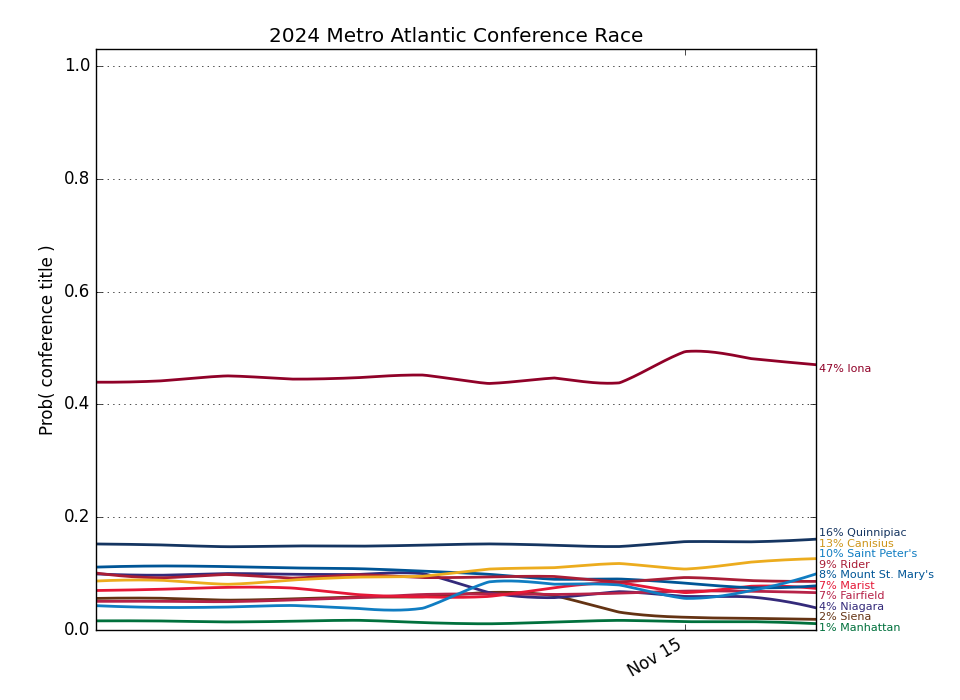 2024 Metro Atlantic Conference Race
Prob( conference title )
1.0
0.8
0.6
0.4
0.2
0.0
47% Iona
16% Quinnipiac
13% Canisius
10% Saint Peter's
9% Rider
8% Mount St. Mary's
7% Marist
7% Fairfield
4% Niagara
2% Siena
1% Manhattan
Nov 15